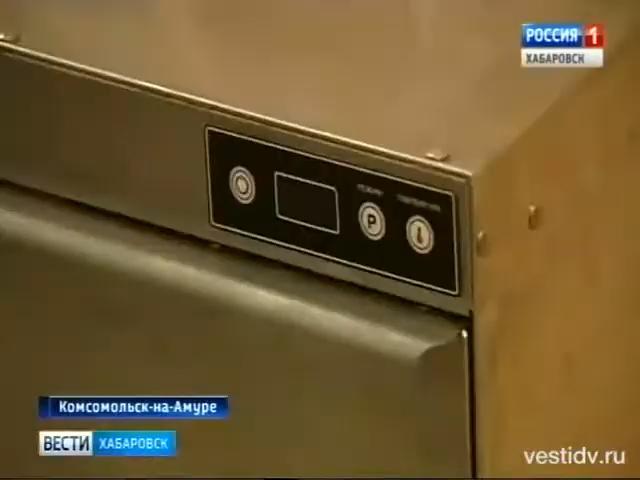 РОССИЯ 1
ХАБАРОВСК
P
Комсомольск-на-Амуре
ВЕСТИ ХАБАРОВСК
vestidv.ru